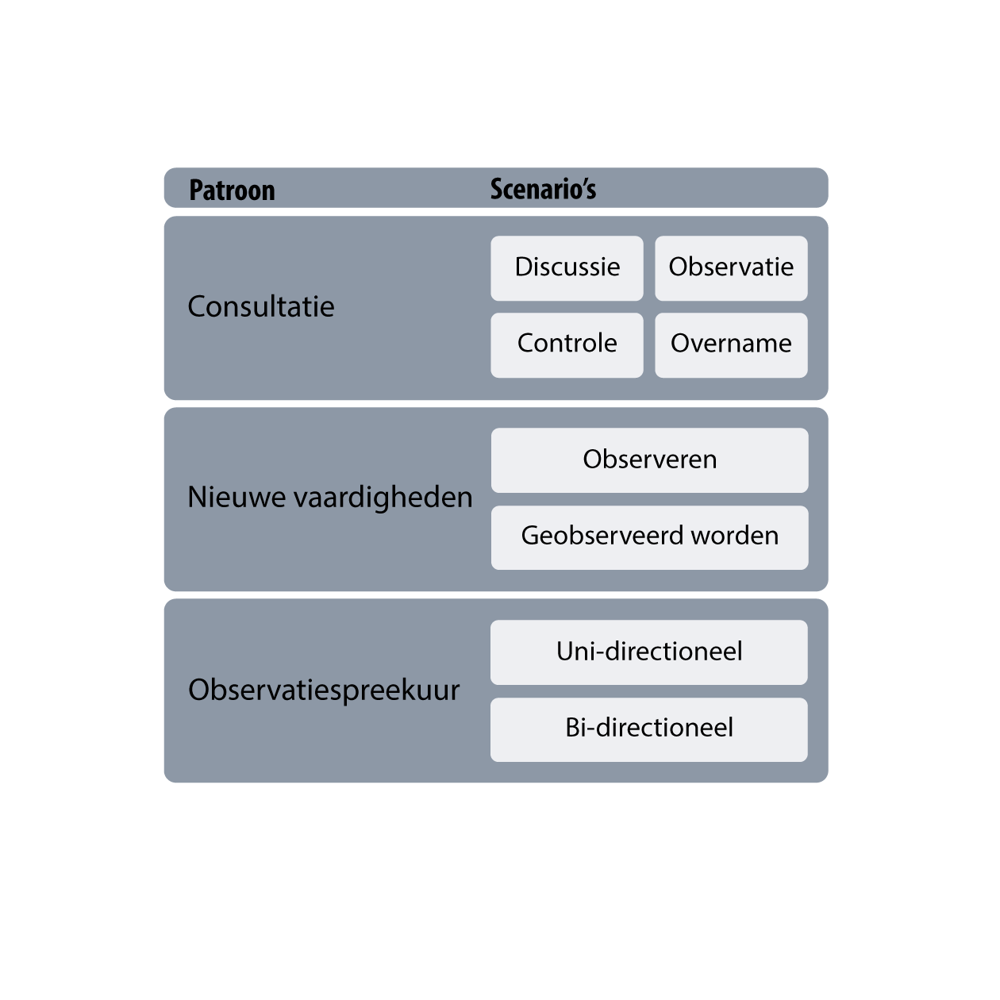 Patroon Scenario’s
Consultatie
Discussie Observatie
Controle Overname
Nieuwe vaardigheden
Observeren
Geobserveerd worden
Observatiespreekuur
Uni-directioneel
Bi-directioneel